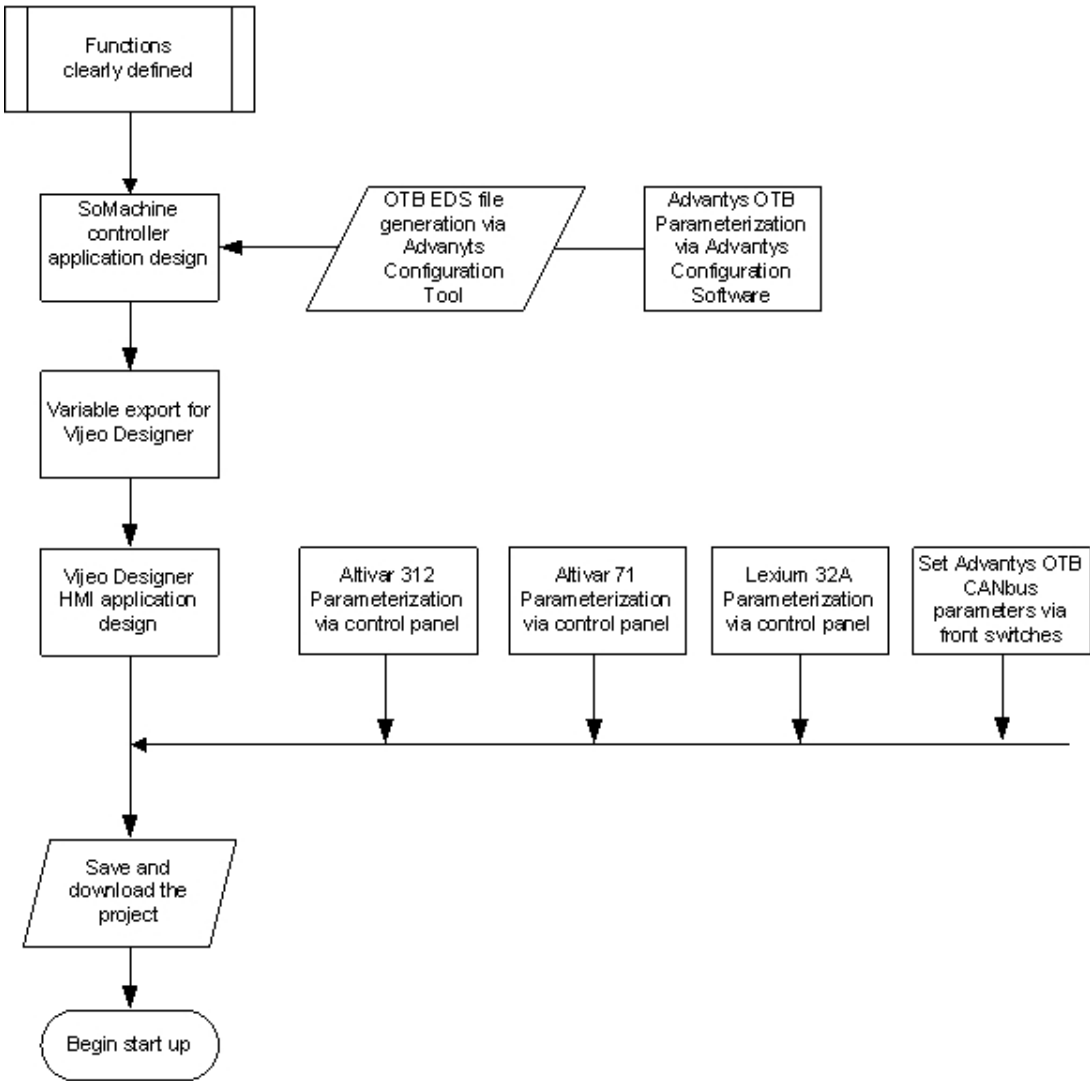 Functions
clearly defined
SoMachine
controller
application design
OTB EDS file
generation via
Advanyts
Configuration
Tool
Advantys OTB
Parameterization
via Advantys
Configuration
Software
Variable export for
Vijeo Designer
Vijeo Designer
HMI application
design
Altivar 312
Parameterization
via control panel
Altivar 71
Parameterization
via control panel
Lexium 32A
Parameterization
via control panel
Set Advantys OTB
CANbus
parameters via
front switches
Save and
download the
project
Begin start up